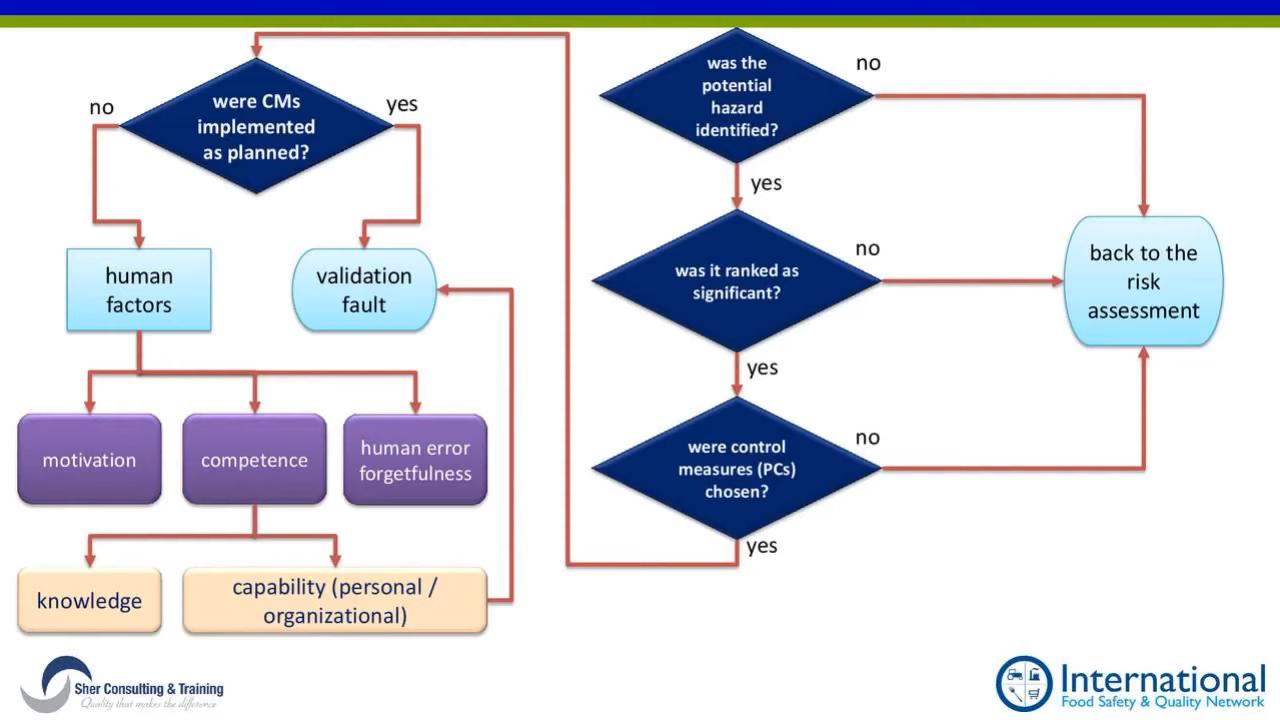 was the
potential
hazard
identified?
no
yes
was it ranked as
significant?
no
yes
were control
measures (PCs)
chosen?
no
yes
back to the
risk
assessment
were CMs
implemented
as planned?
no
yes
human
factors
validation
fault
motivation
competence
human error
forgetfulness
knowledge
capability (personal /
organizational)
Sher Consulting & Training
Quality that makes the difference
International
Food Safety & Quality Network